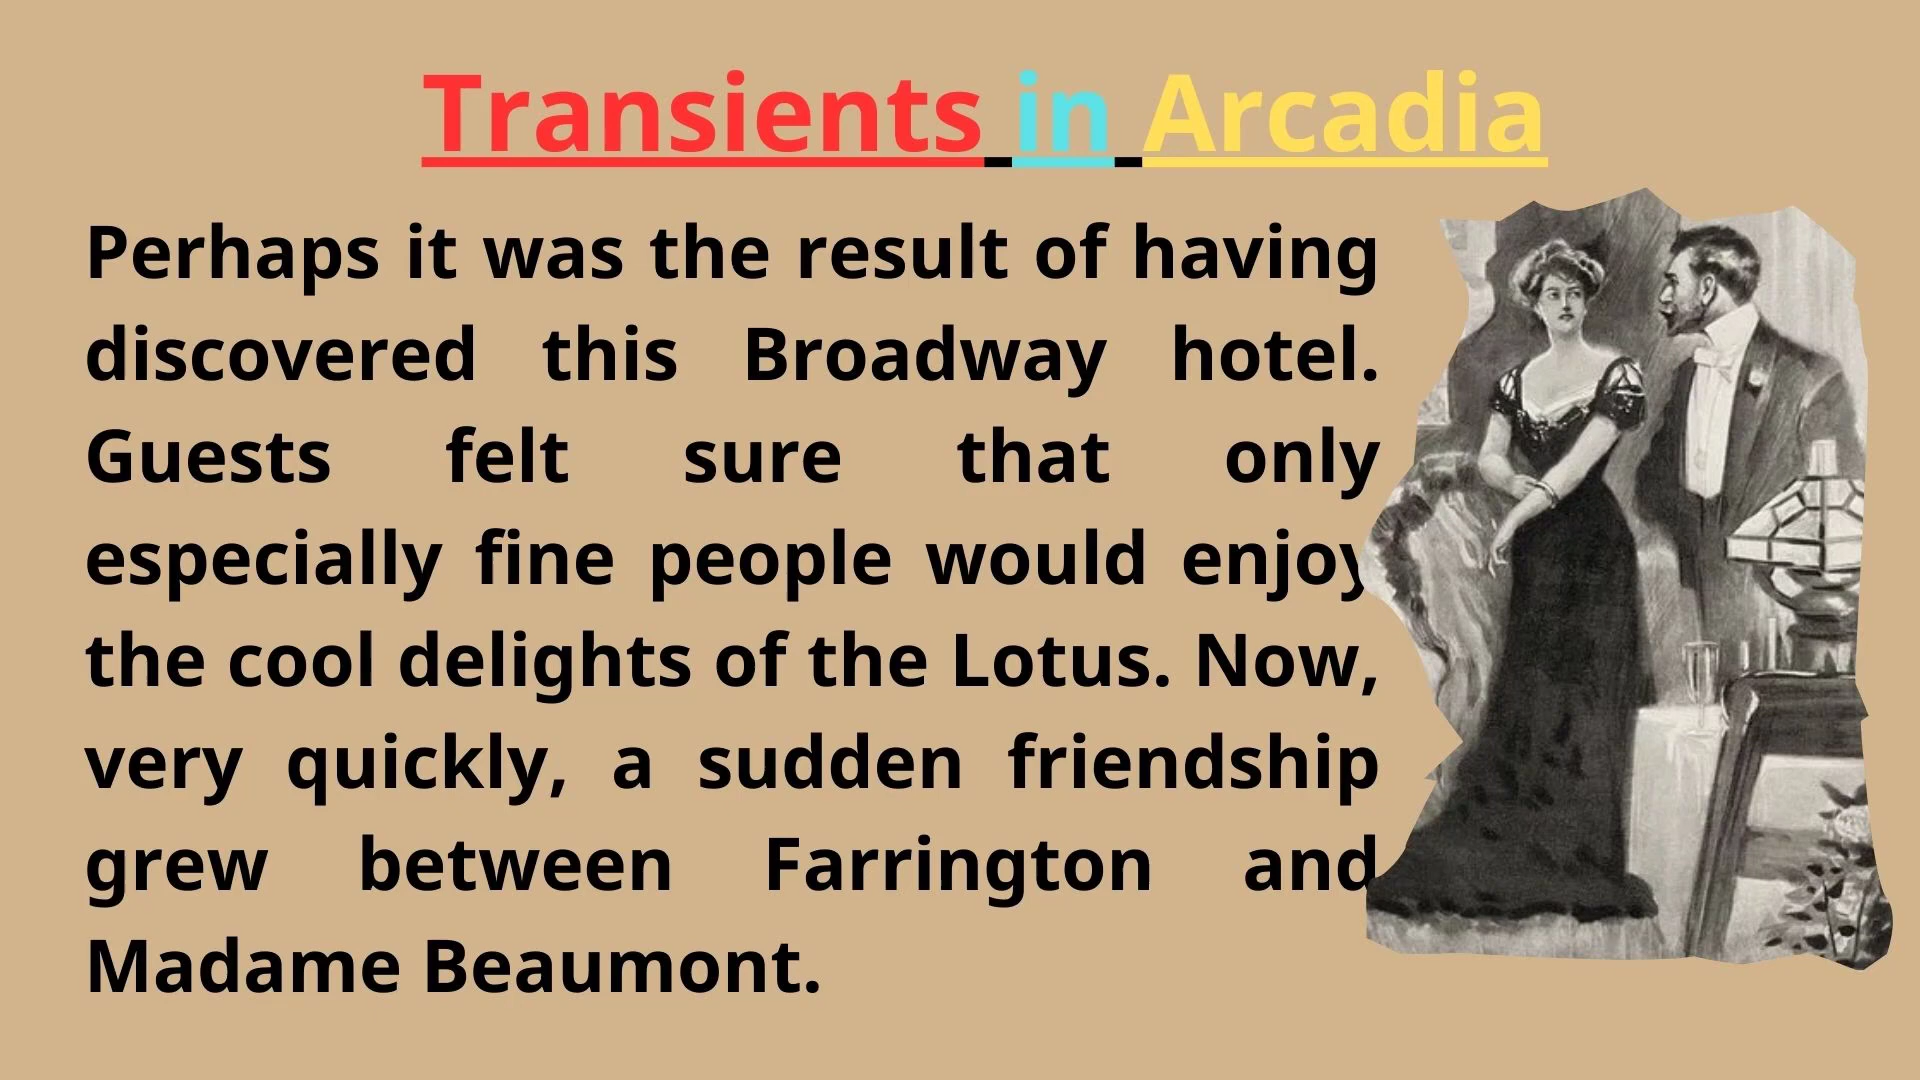 Transients in Arcadia
Perhaps it was the result of having
discovered this Broadway hotel.
Guests felt sure that only
especially fine people would enjoy
the cool delights of the Lotus. Now,
very quickly, a sudden friendship
grew between Farrington and
Madame Beaumont.